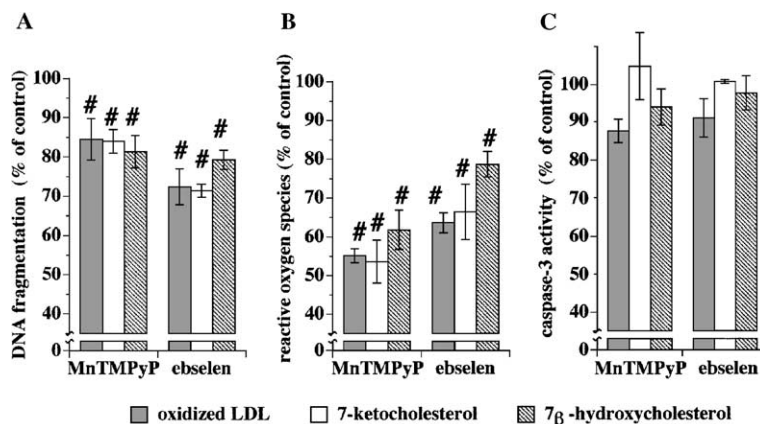 A
DNA fragmentation (% of control)
100
90
80
70
60
50
40
0
# # #
# # #
MnTMPyP ebselen
B
reactive oxygen species (% of control)
100
90
80
70
60
50
40
0
# # #
# # #
MnTMPyP ebselen
C
caspase-3 activity (% of control)
100
90
80
70
60
50
40
0
MnTMPyP ebselen
oxidized LDL 7-ketocholesterol 7β -hydroxycholesterol